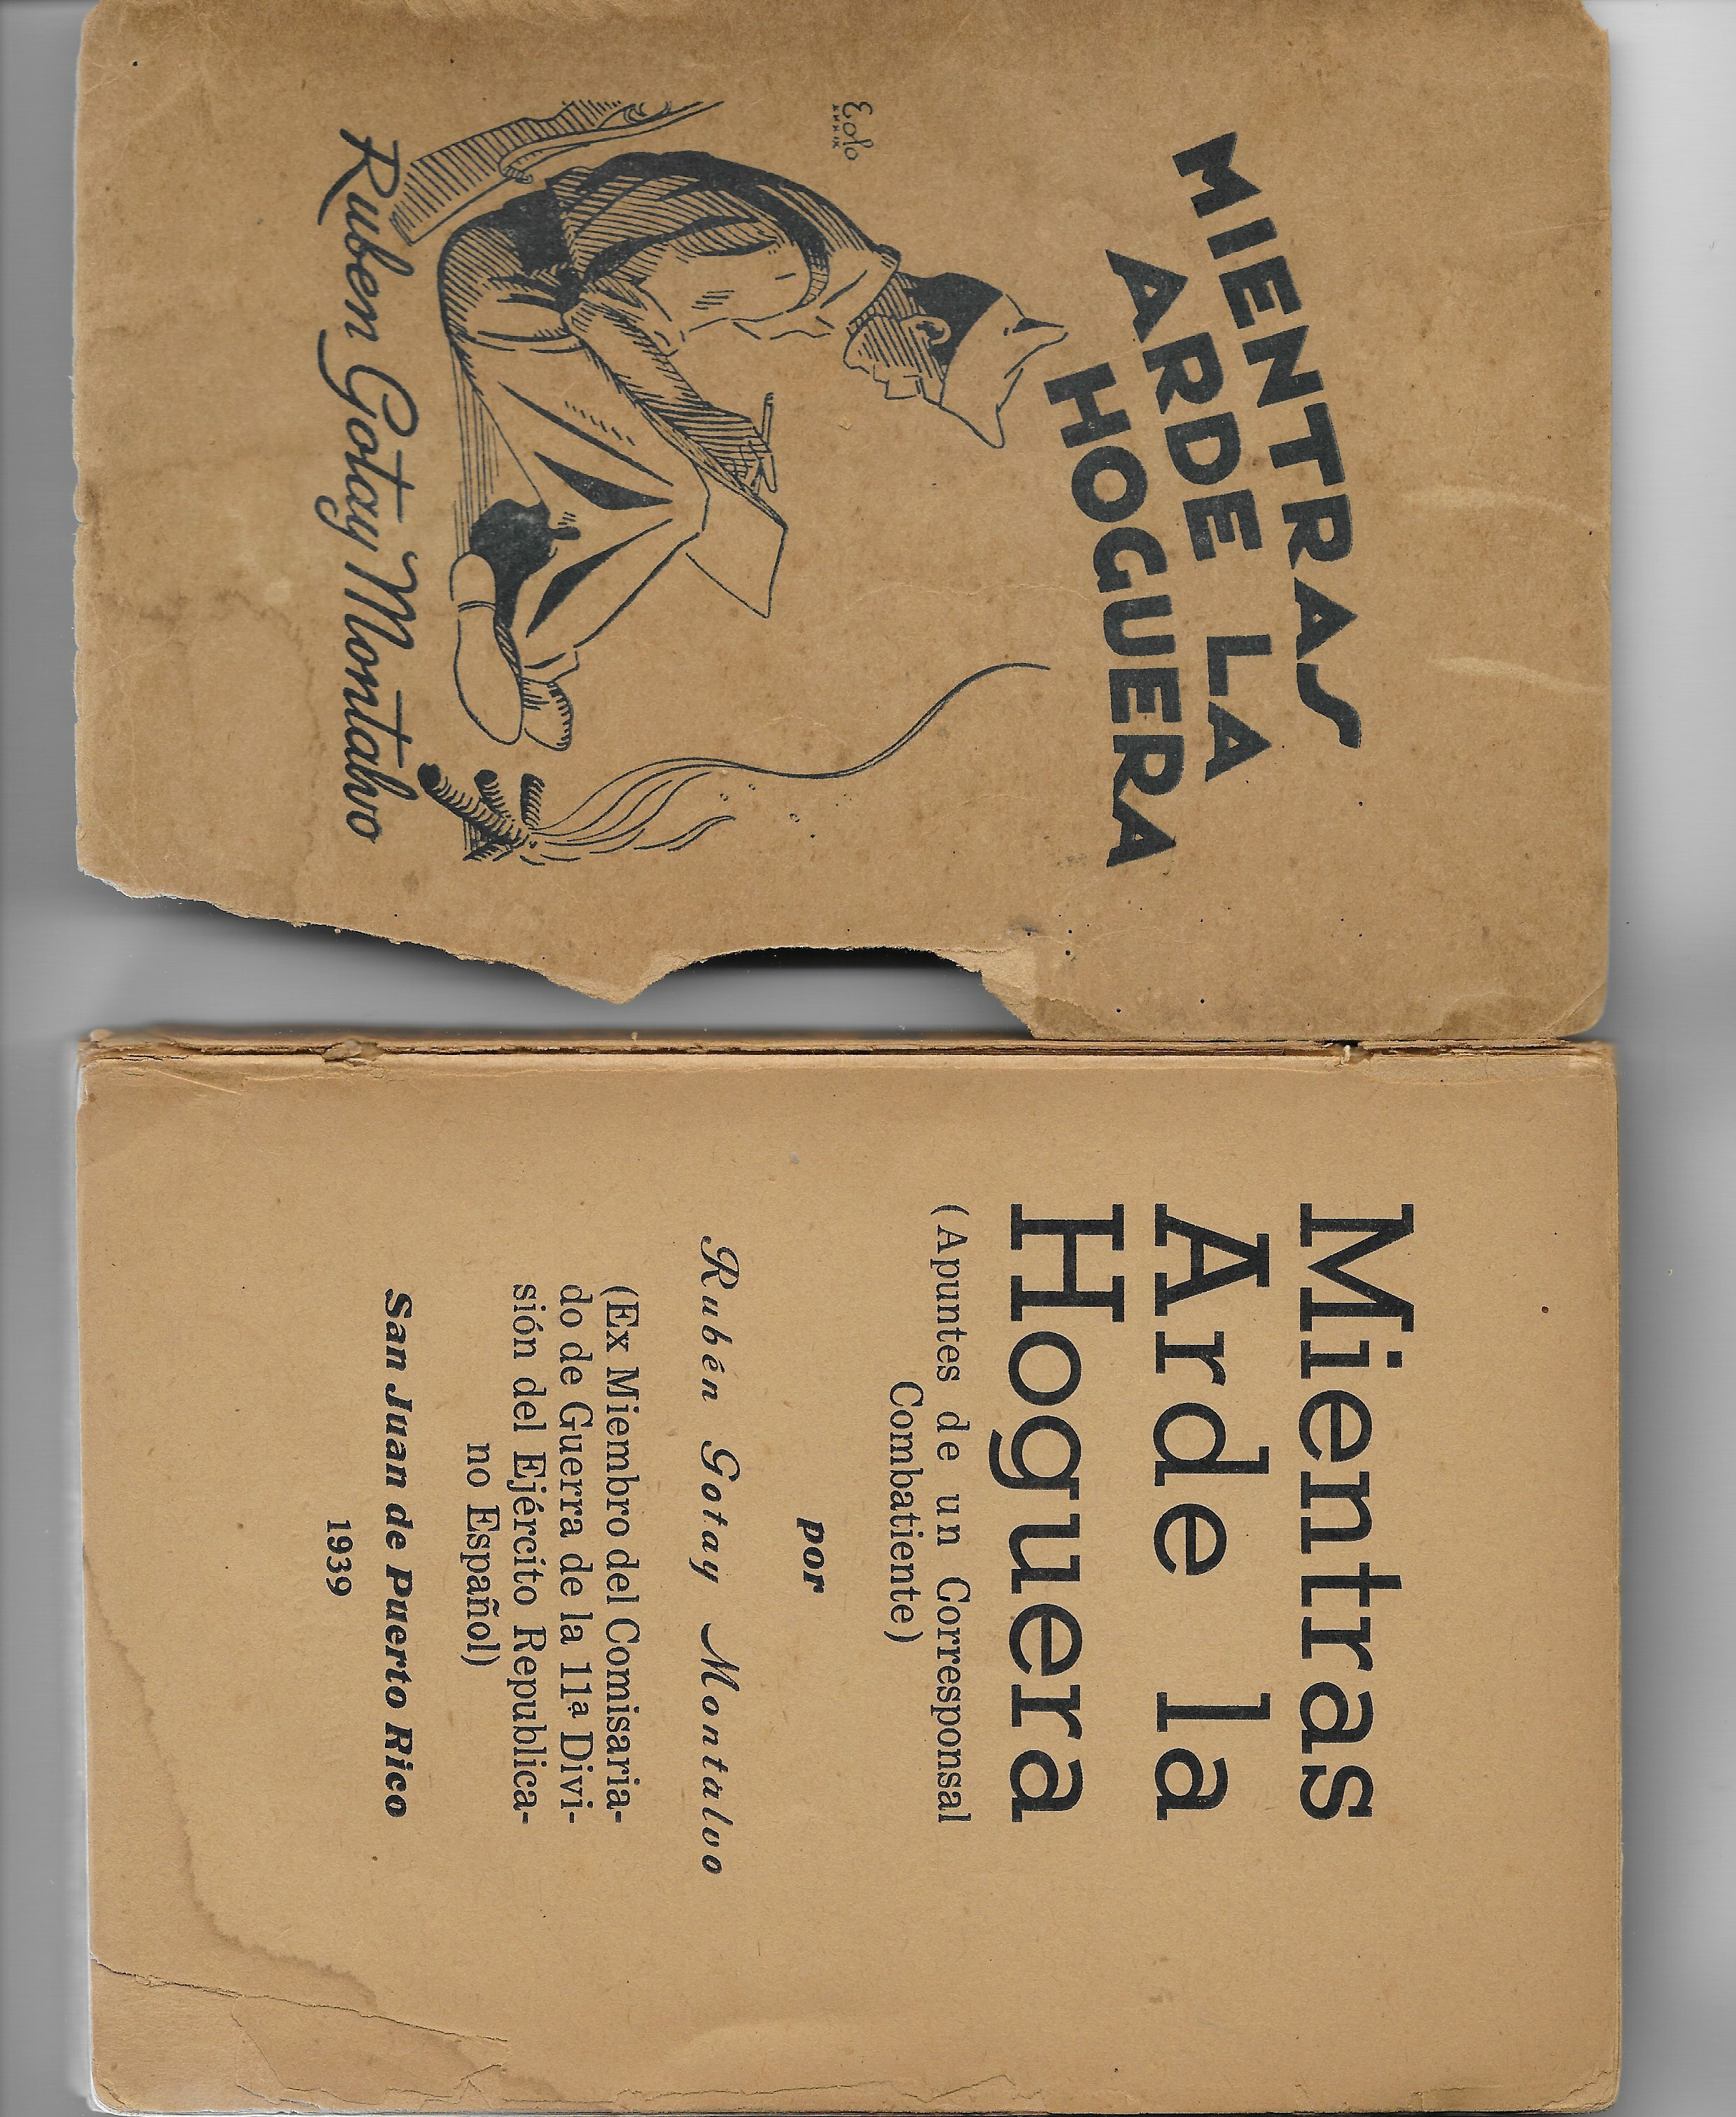 MIENTRAS
ARDE LA
HOGUERA
Eolo
Ruben Gotay Montalvo
Mientras
Arde la
Hoguera
(Apuntes de un Corresponsal
Combatiente)
por
Rubén Gotay Montalvo
(Ex Miembro del Comisaria-
do de Guerra de la 11ª Divi-
sión del Ejército Republica-
no Español)
San Juan de Puerto Rico
1939